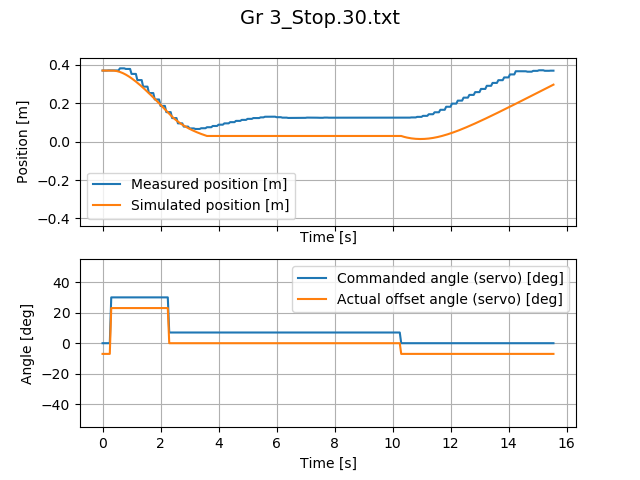 Gr 3_Stop.30.txt
0.4
0.2
0.0
−0.2
−0.4
Position [m]
Measured position [m]
Simulated position [m]
Time [s]
40
20
0
−20
−40
Angle [deg]
Commanded angle (servo) [deg]
Actual offset angle (servo) [deg]
0 2 4 6 8 10 12 14 16
Time [s]